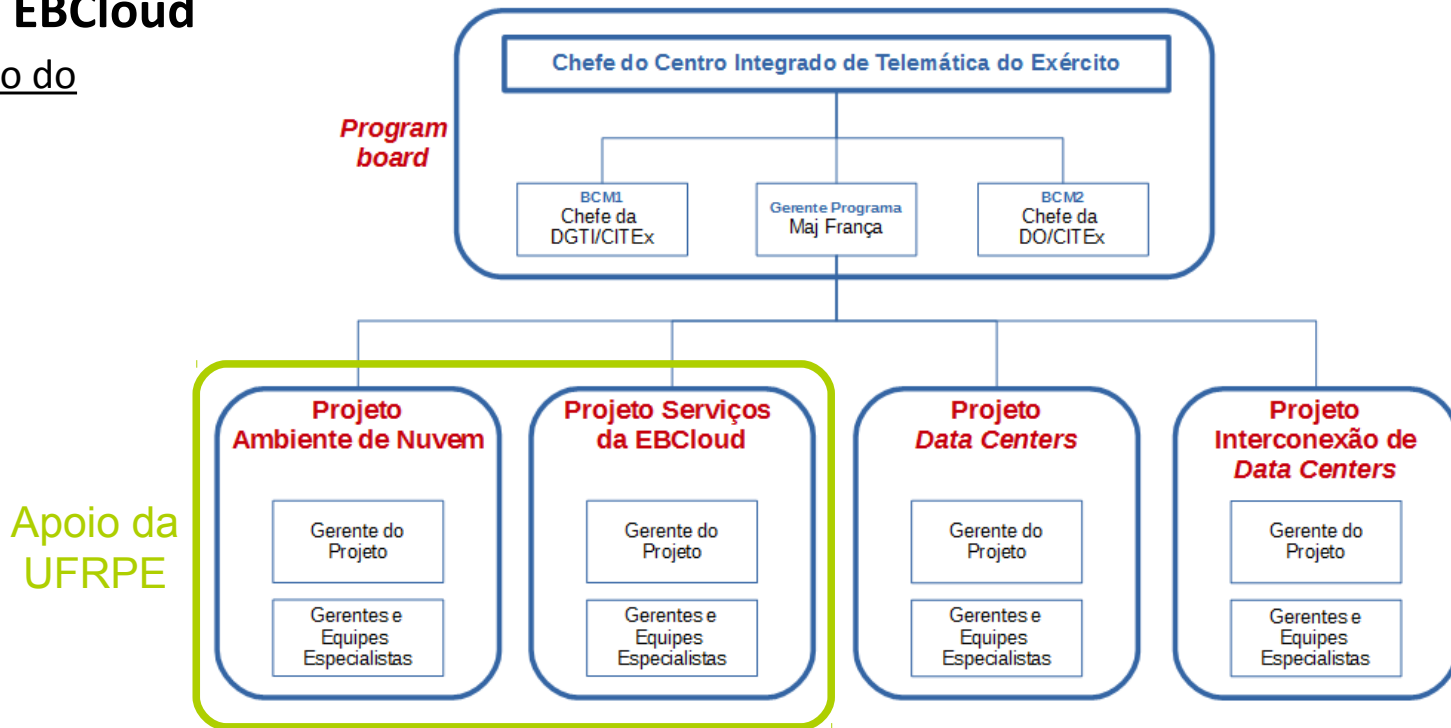 EBCloud
o do
Chefe do Centro Integrado de Telemática do Exército
Program
board
BCM1
Chefe da
DGTI/CITEx
Gerente Programa
Maj França
BCM2
Chefe da
DO/CITEx
Projeto
Ambiente de Nuvem
Gerente do
Projeto
Gerentes e
Equipes
Especialistas
Projeto Serviços
da EBCloud
Gerente do
Projeto
Gerentes e
Equipes
Especialistas
Projeto
Data Centers
Gerente do
Projeto
Gerentes e
Equipes
Especialistas
Projeto
Interconexão de
Data Centers
Gerente do
Projeto
Gerentes e
Equipes
Especialistas
Apoio da
UFRPE